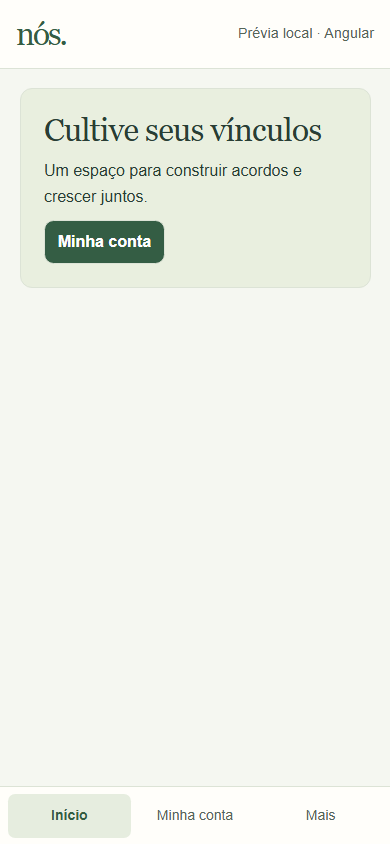 nós.
Prévia local · Angular
Cultive seus vínculos
Um espaço para construir acordos e
crescer juntos.
Minha conta
Início
Minha conta
Mais